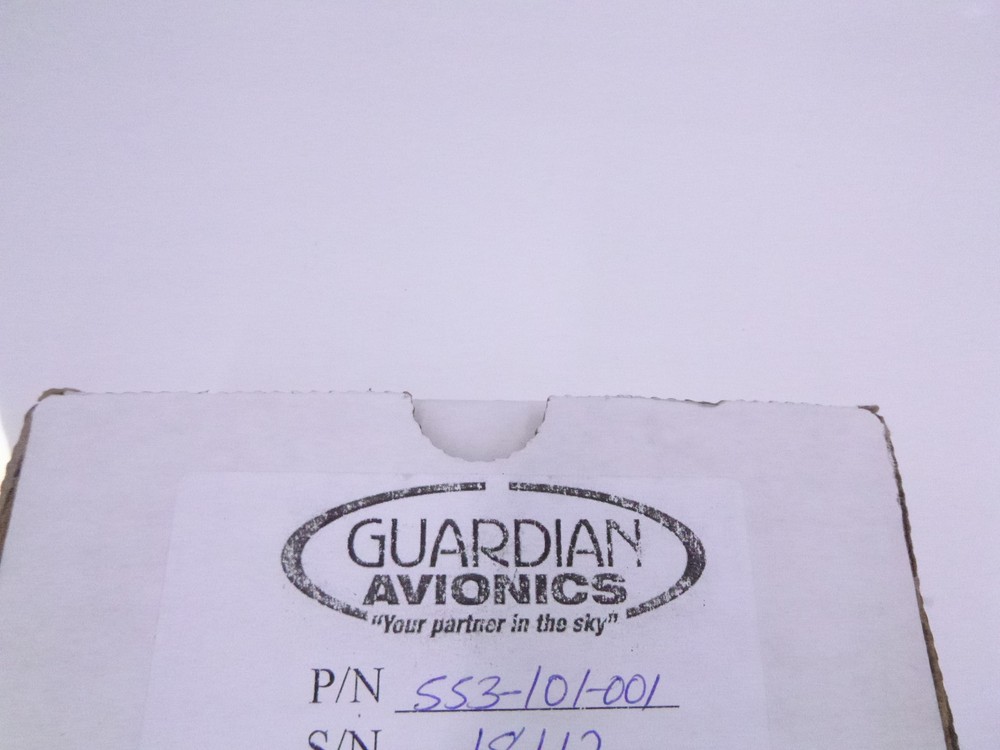 GUARDIAN
AVIONICS
"Your partner in the sky"
P/N 553-101-001
S/N